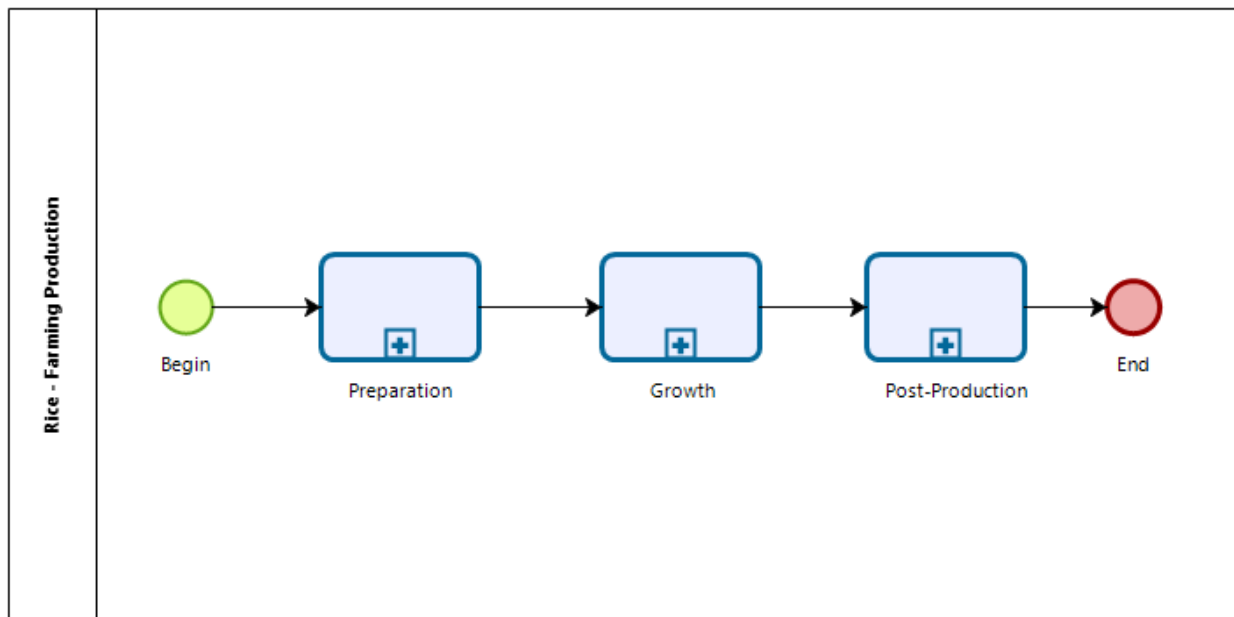 Rice - Farming Production
Begin
Preparation
Growth
Post-Production
End